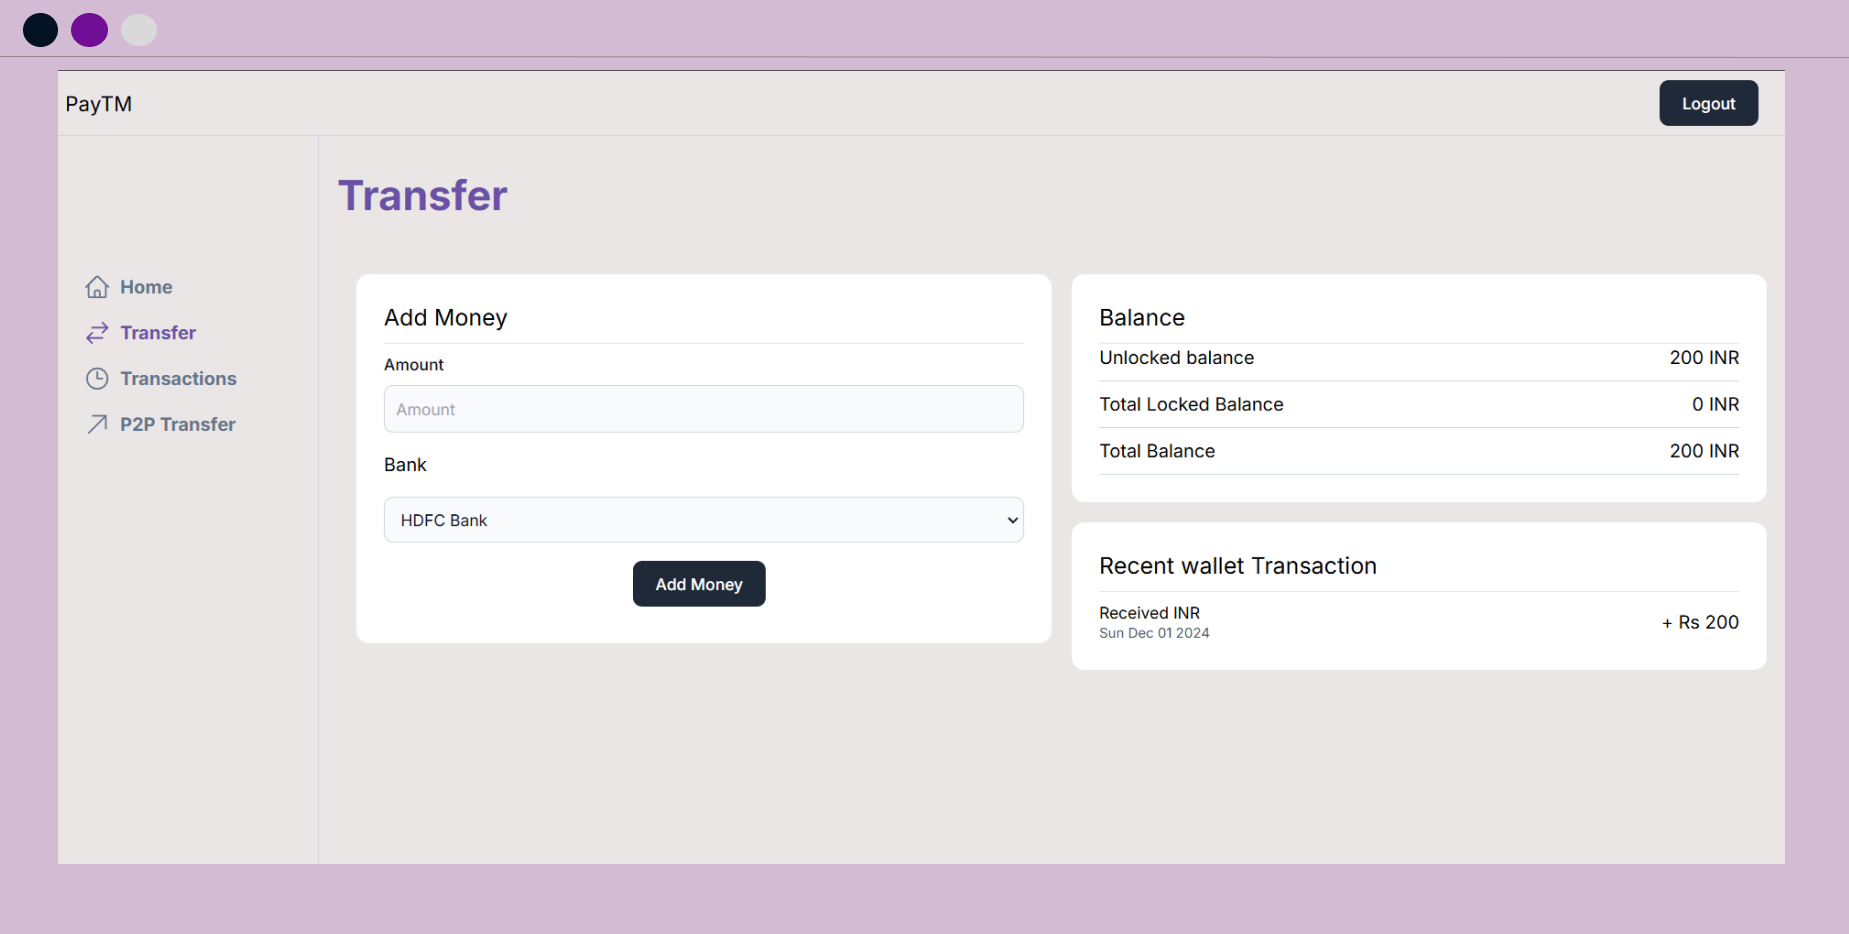 PayTM
Logout
Transfer
Home
Transfer
Transactions
P2P Transfer
Add Money
Amount
Amount
Bank
HDFC Bank
Add Money
Balance
Unlocked balance 200 INR
Total Locked Balance 0 INR
Total Balance 200 INR
Recent wallet Transaction
Received INR
Sun Dec 01 2024
+ Rs 200